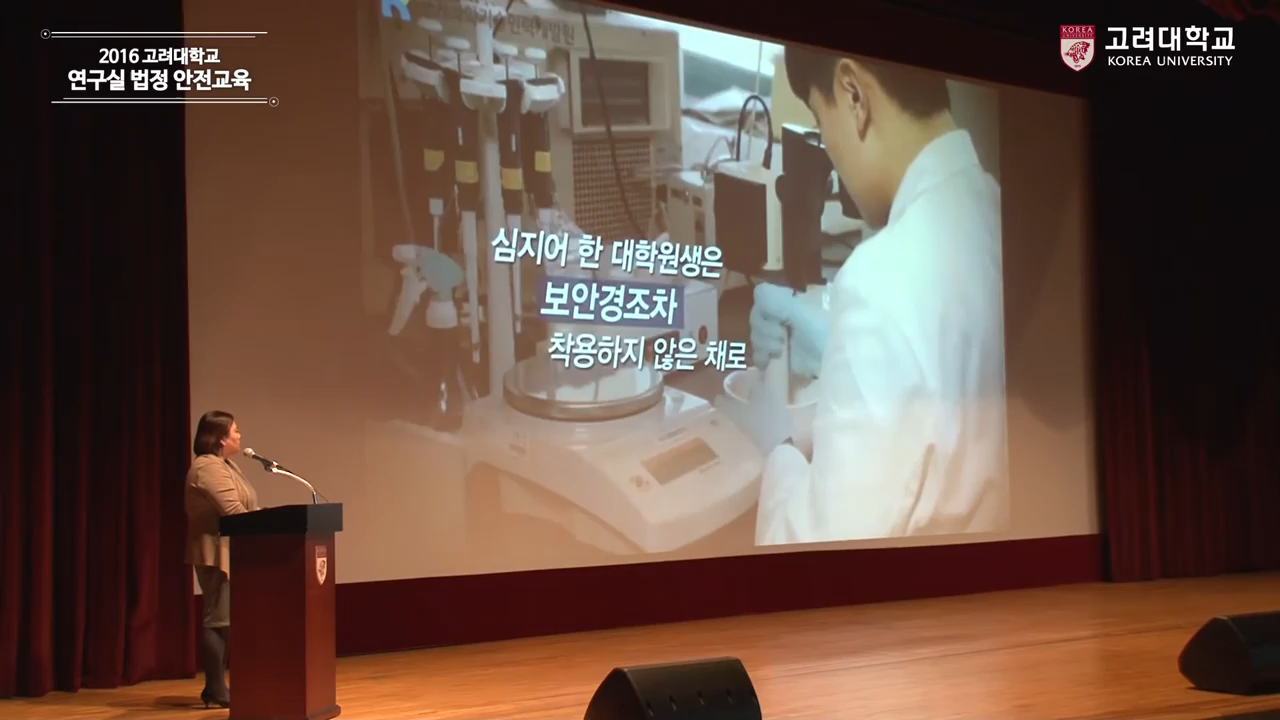 2016 고려대학교
연구실 법정 안전교육
KOREA
UNIVERSITY
고려대학교
KOREA UNIVERSITY
심지어 한 대학원생은
보안경조차
착용하지 않은 채로